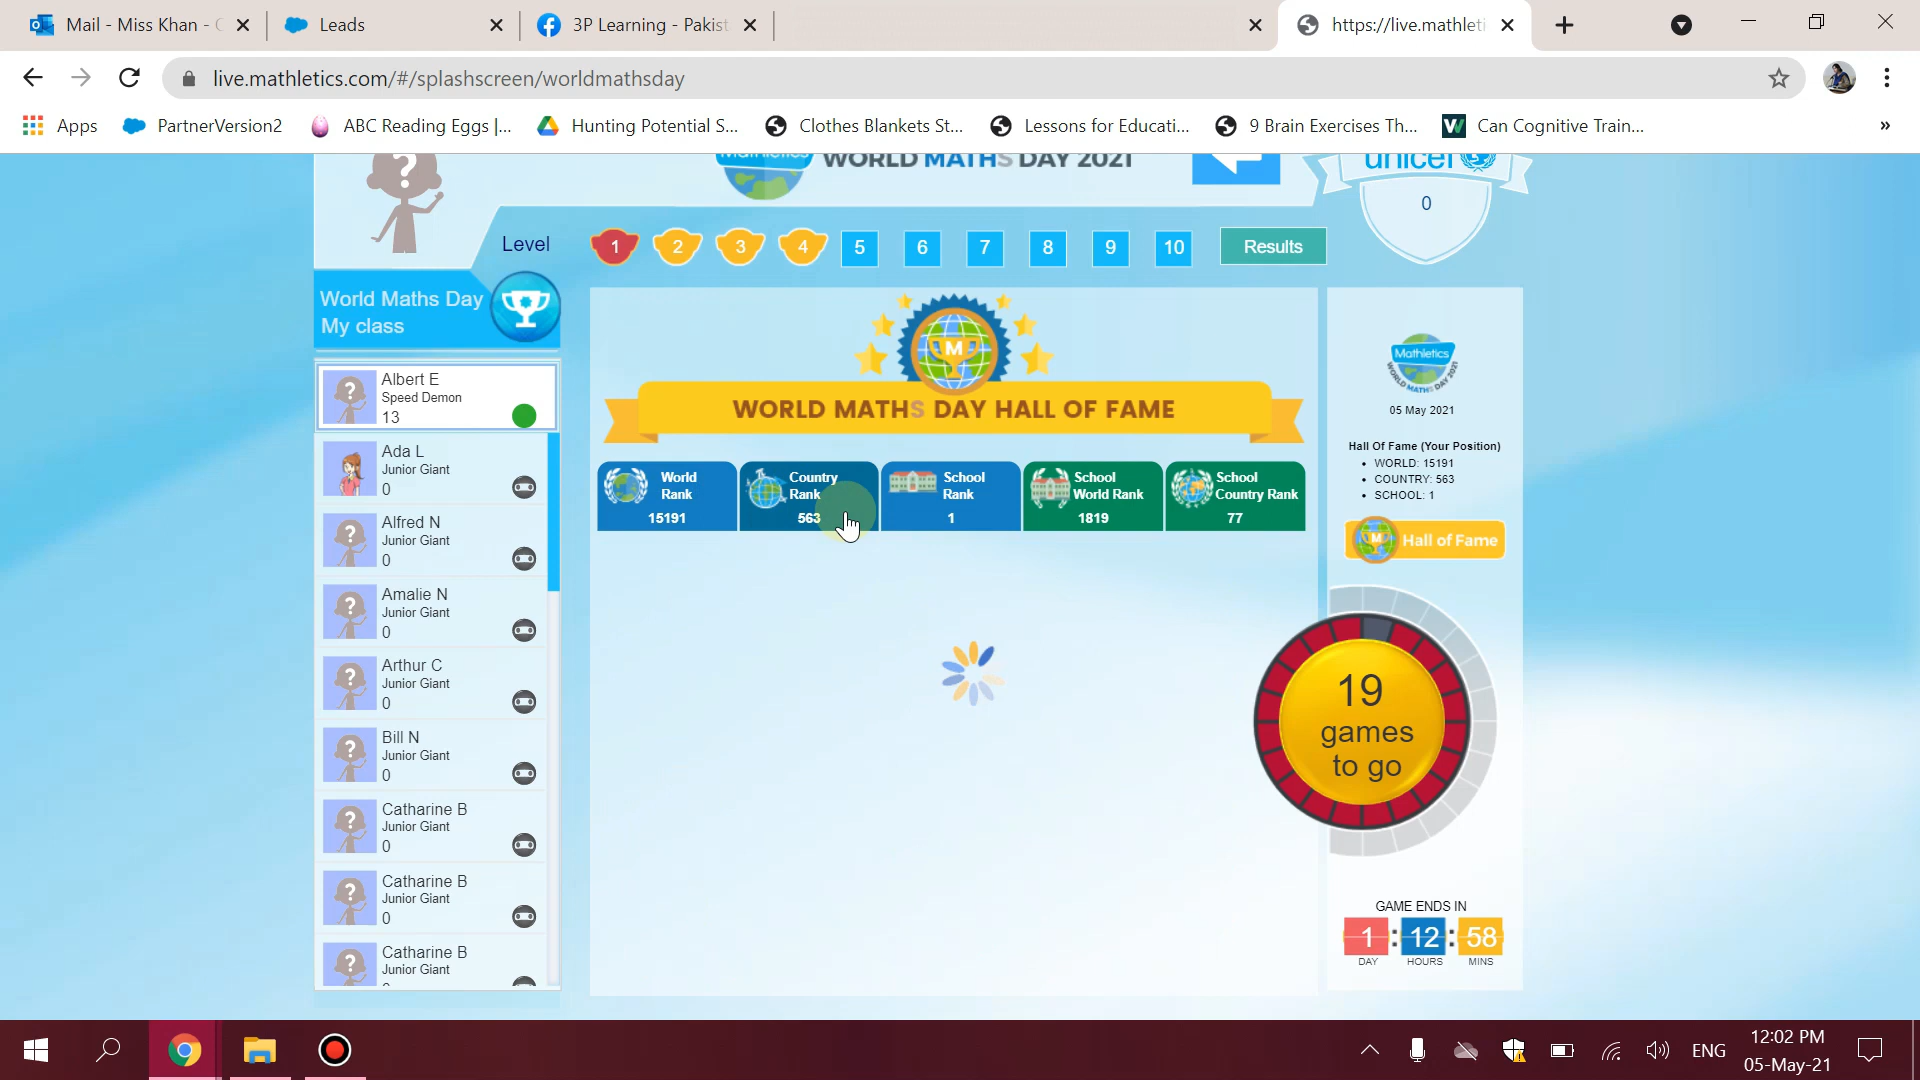 Mail - Miss Khan - 
Leads
3P Learning - Pakist
https://live.mathleti
live.mathletics.com/#/splashscreen/worldmathsday
Apps
PartnerVersion2
ABC Reading Eggs |...
Hunting Potential S...
Clothes Blankets St...
Lessons for Educati...
9 Brain Exercises Th...
Can Cognitive Train...
Mathletics
WORLD MATHS DAY 2021
unicef
0
Level
1
2
3
4
5
6
7
8
9
10
Results
World Maths Day
My class
Albert E
Speed Demon
13
Ada L
Junior Giant
0
Alfred N
Junior Giant
0
Amalie N
Junior Giant
0
Arthur C
Junior Giant
0
Bill N
Junior Giant
0
Catharine B
Junior Giant
0
Catharine B
Junior Giant
0
Catharine B
Junior Giant
M
WORLD MATHS DAY HALL OF FAME
World
Rank
15191
Country
Rank
563
School
Rank
1
School
World Rank
1819
School
Country Rank
77
Mathletics
WORLD MATHS DAY 2021
05 May 2021
Hall Of Fame (Your Position)
• WORLD: 15191
• COUNTRY: 563
• SCHOOL: 1
M
Hall of Fame
19
games
to go
GAME ENDS IN
1 : 12 : 58
DAY HOURS MINS
ENG
12:02 PM
05-May-21